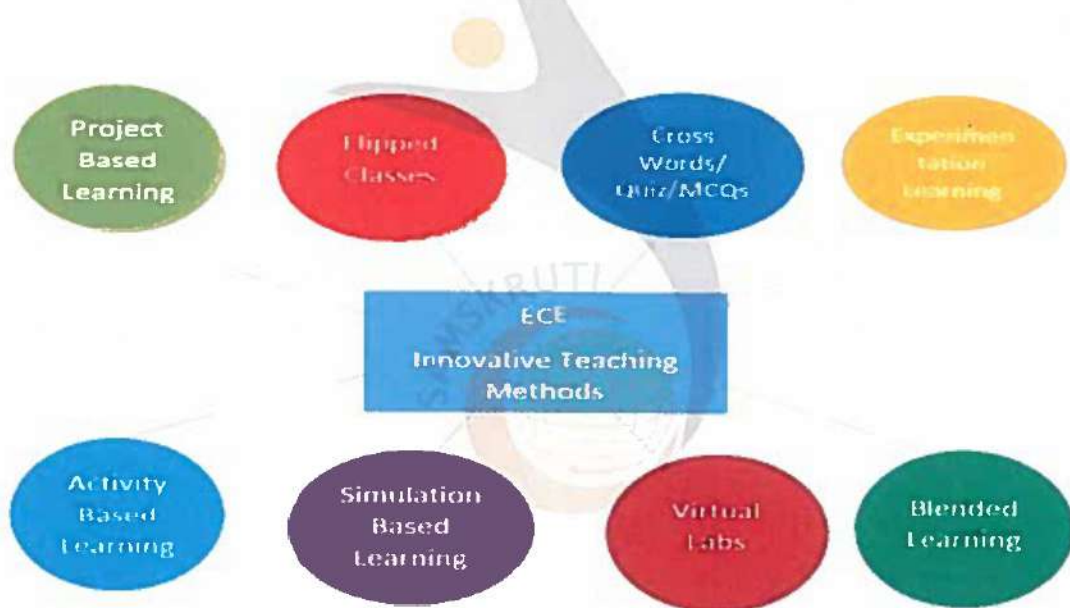 Project
Based
Learning
Flipped
Classes
Cross
Words/
Quiz/MCQs
Experimen
tation
Learning
SAMSKRUTI
ECE
Innovative Teaching
Methods
Activity
Based
Learning
Simulation
Based
Learning
Virtual
Labs
Blended
Learning